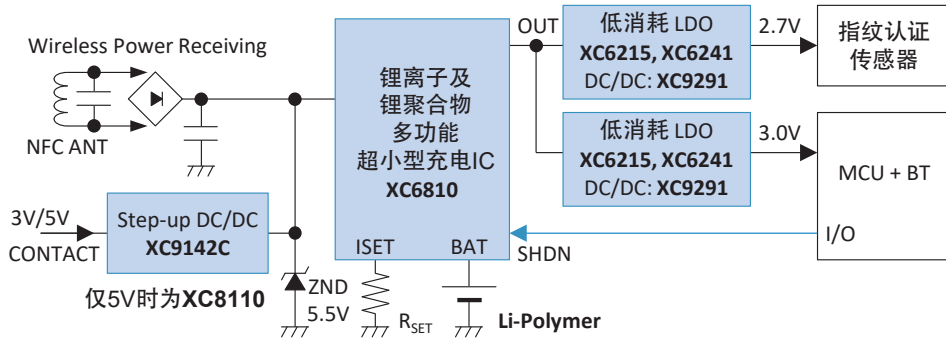 Wireless Power Receiving
NFC ANT
3V/5V
CONTACT
Step-up DC/DC
XC9142C
仅5V时为XC8110
ZND
5.5V
锂离子及
锂聚合物
多功能
超小型充电IC
XC6810
ISET
BAT
RSET
Li-Polymer
OUT
SHDN
低消耗 LDO
XC6215, XC6241
DC/DC: XC9291
2.7V
指纹认证
传感器
低消耗 LDO
XC6215, XC6241
DC/DC: XC9291
3.0V
MCU + BT
I/O